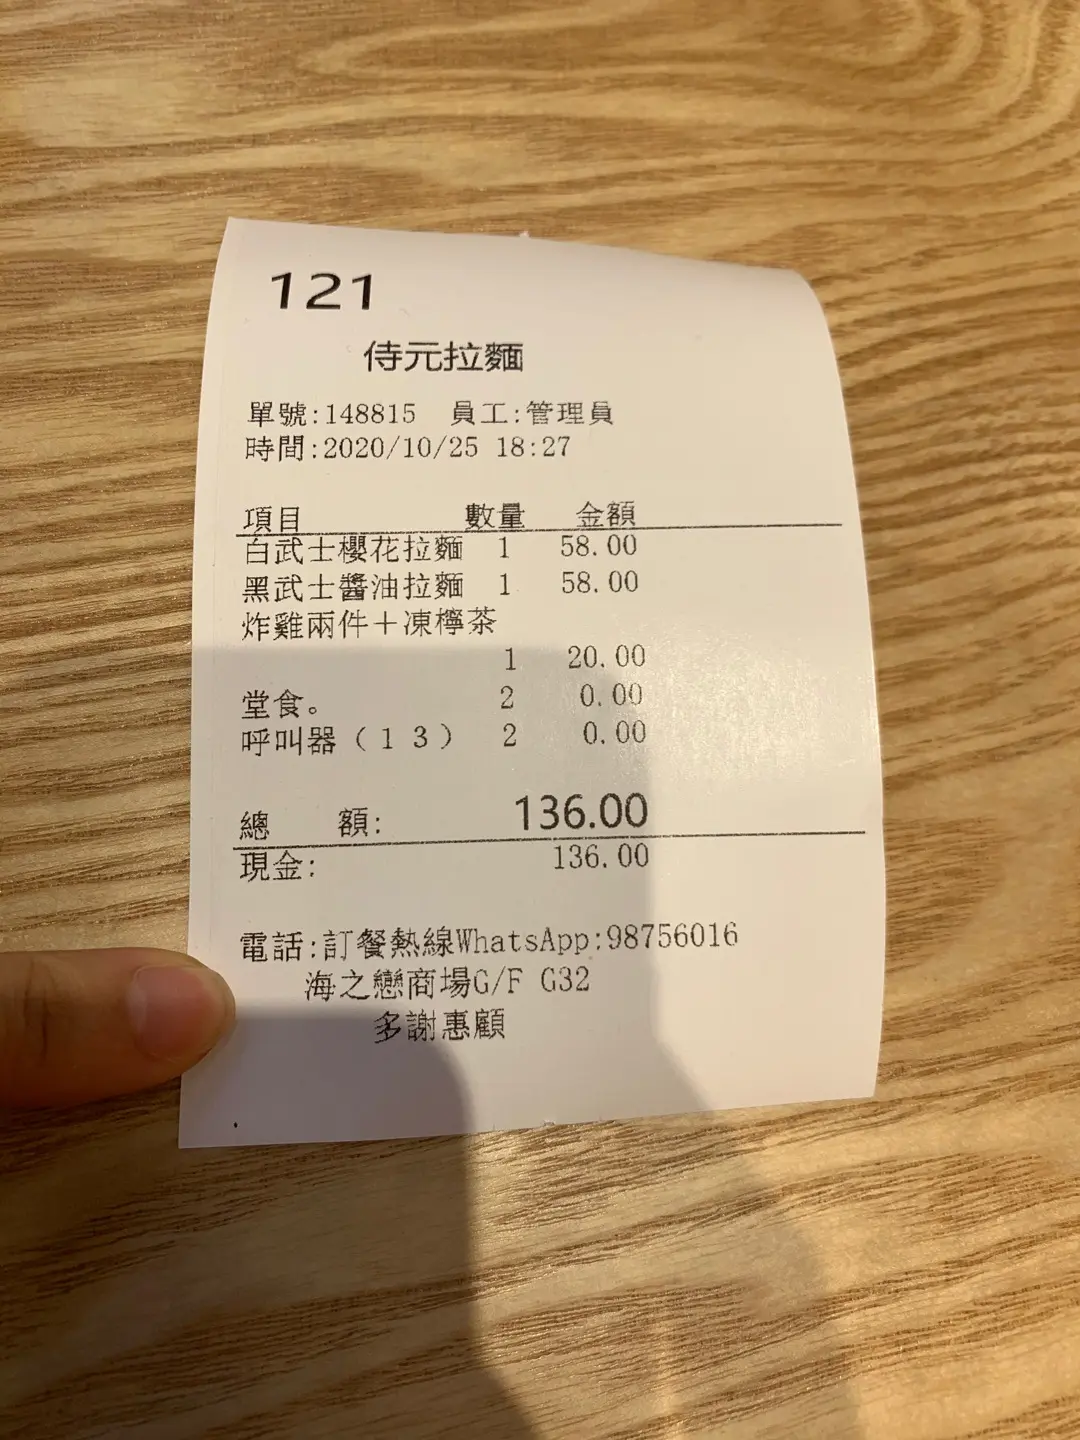 121
侍元拉麵
單號:148815 員工:管理員
時間:2020/10/25 18:27
項目 數量 金額
白武士櫻花拉麵 1 58.00
黑武士醬油拉麵 1 58.00
炸雞兩件＋凍檸茶
1 20.00
堂食。 2 0.00
呼叫器（１３） 2 0.00
總 額: 136.00
現金: 136.00
電話:訂餐熱線WhatsApp:98756016
海之戀商場G/F G32
多謝惠顧